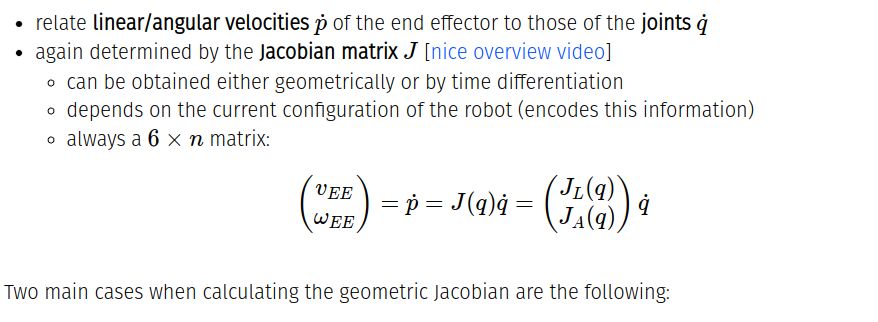 • relate linear/angular velocities ṗ of the end effector to those of the joints q̇
• again determined by the Jacobian matrix J [nice overview video]
◦ can be obtained either geometrically or by time differentiation
◦ depends on the current configuration of the robot (encodes this information)
◦ always a 6 × n matrix:
(v_EE ω_EE) = ṗ = J(q)q̇ = (J_L(q) J_A(q)) q̇
Two main cases when calculating the geometric Jacobian are the following: